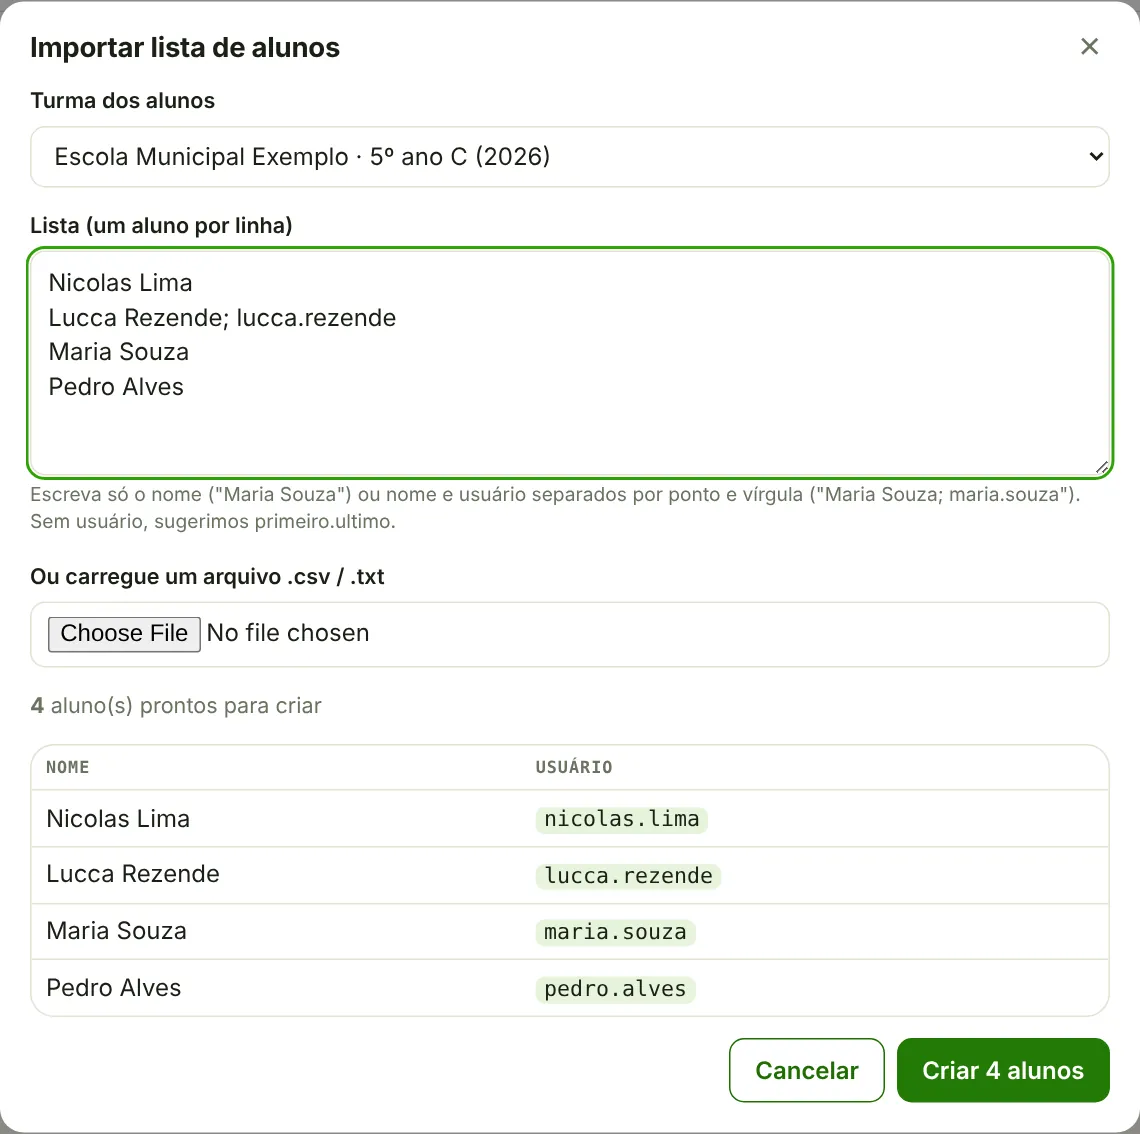 Importar lista de alunos
Turma dos alunos
Escola Municipal Exemplo · 5º ano C (2026)
Lista (um aluno por linha)
Nicolas Lima
Lucca Rezende; lucca.rezende
Maria Souza
Pedro Alves
Escreva só o nome ("Maria Souza") ou nome e usuário separados por ponto e vírgula ("Maria Souza; maria.souza").
Sem usuário, sugerimos primeiro.ultimo.
Ou carregue um arquivo .csv / .txt
Choose File No file chosen
4 aluno(s) prontos para criar
NOME USUÁRIO
Nicolas Lima nicolas.lima
Lucca Rezende lucca.rezende
Maria Souza maria.souza
Pedro Alves pedro.alves
Cancelar Criar 4 alunos